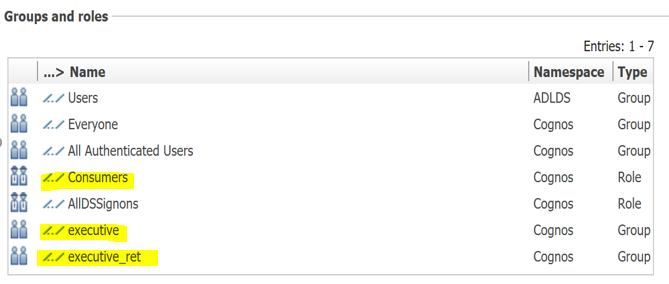 Groups and roles
Entries: 1 - 7
...> Name Namespace Type
Users ADLDS Group
Everyone Cognos Group
All Authenticated Users Cognos Group
Consumers Cognos Role
AllDSSignons Cognos Role
executive Cognos Group
executive_ret Cognos Group